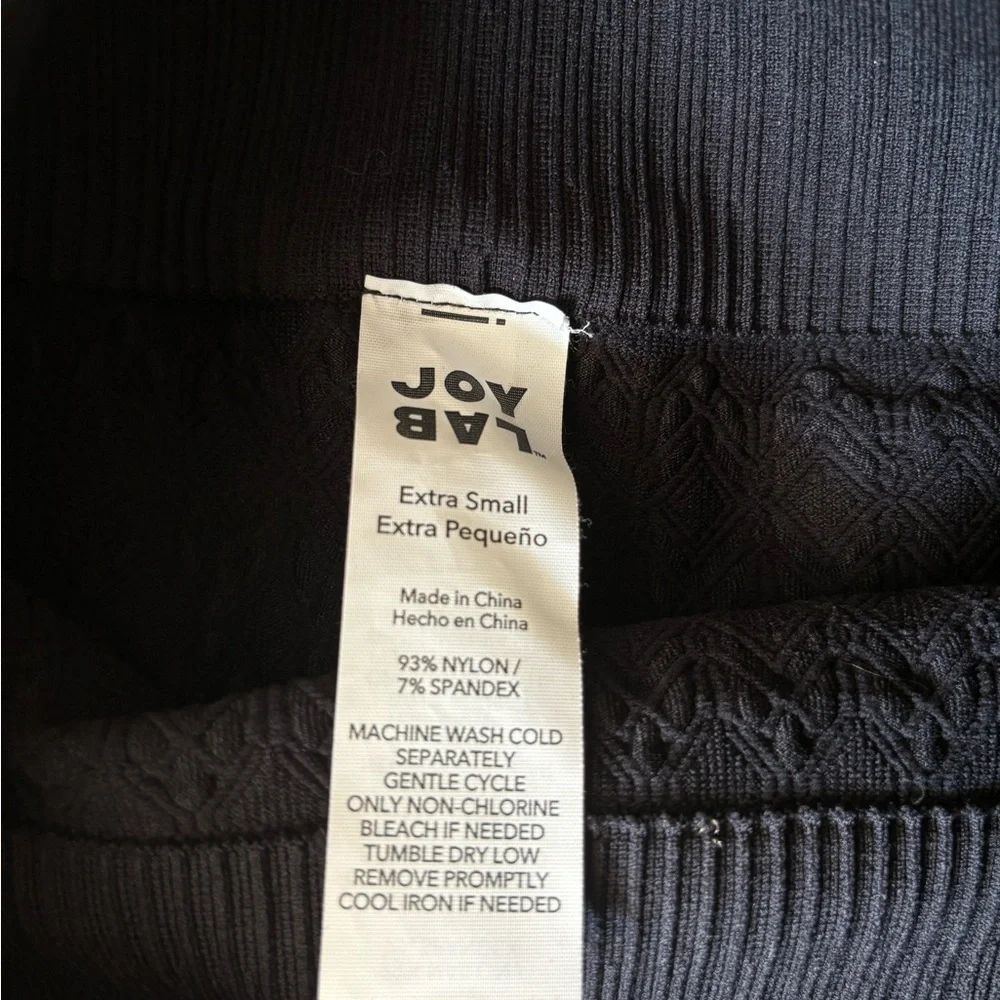 JOY
LAB™
Extra Small
Extra Pequeño
Made in China
Hecho en China
93% NYLON /
7% SPANDEX
MACHINE WASH COLD
SEPARATELY
GENTLE CYCLE
ONLY NON-CHLORINE
BLEACH IF NEEDED
TUMBLE DRY LOW
REMOVE PROMPTLY
COOL IRON IF NEEDED